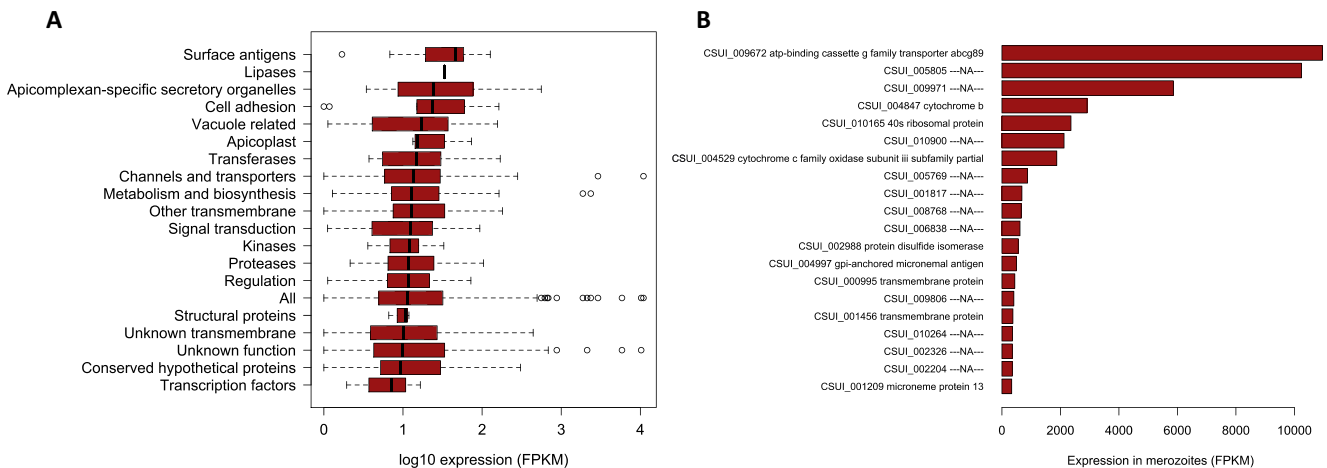 A
Surface antigens
Lipases
Apicomplexan-specific secretory organelles
Cell adhesion
Vacuole related
Apicoplast
Transferases
Channels and transporters
Metabolism and biosynthesis
Other transmembrane
Signal transduction
Kinases
Proteases
Regulation
All
Structural proteins
Unknown transmembrane
Unknown function
Conserved hypothetical proteins
Transcription factors
0 1 2 3 4
log10 expression (FPKM)
B
CSUI_009672 atp-binding cassette g family transporter abcg89
CSUI_005805 ---NA---
CSUI_009971 ---NA---
CSUI_004847 cytochrome b
CSUI_010165 40s ribosomal protein
CSUI_010900 ---NA---
CSUI_004529 cytochrome c family oxidase subunit iii subfamily partial
CSUI_005769 ---NA---
CSUI_001817 ---NA---
CSUI_008768 ---NA---
CSUI_006838 ---NA---
CSUI_002988 protein disulfide isomerase
CSUI_004997 gpi-anchored micronemal antigen
CSUI_000995 transmembrane protein
CSUI_009806 ---NA---
CSUI_001456 transmembrane protein
CSUI_010264 ---NA---
CSUI_002326 ---NA---
CSUI_002204 ---NA---
CSUI_001209 microneme protein 13
0 2000 4000 6000 8000 10000
Expression in merozoites (FPKM)